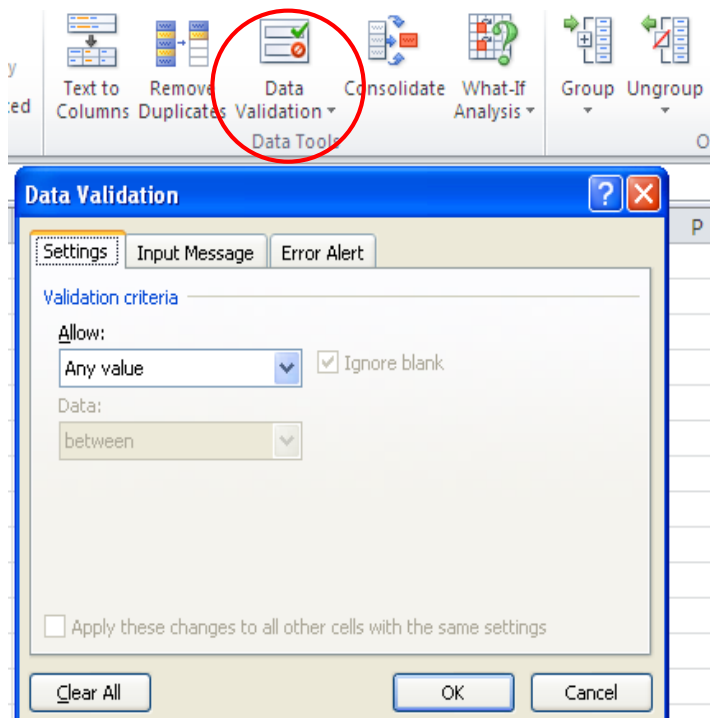 y
ed
Text to Columns
Remove Duplicates
Data Validation
Consolidate
What-If Analysis
Group
Ungroup
Data Tools
O
Data Validation
P
Settings
Input Message
Error Alert
Validation criteria
Allow:
Any value
Ignore blank
Data:
between
Apply these changes to all other cells with the same settings
Clear All
OK
Cancel